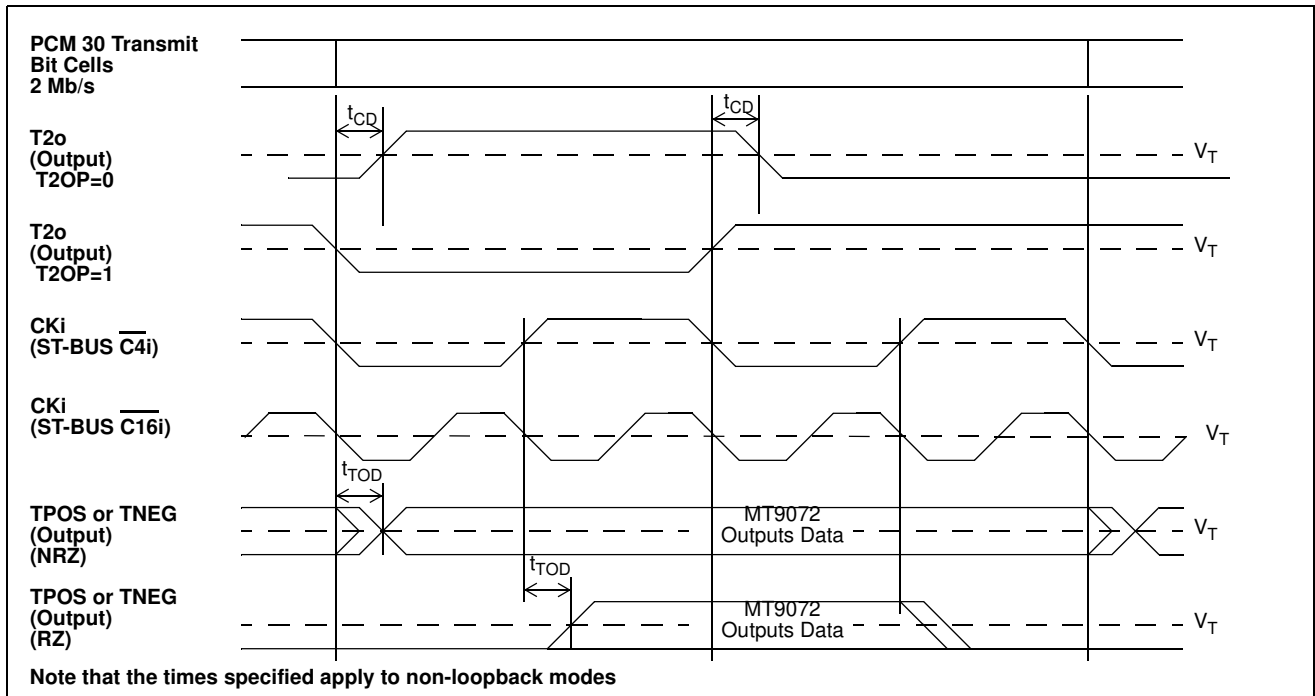 PCM 30 Transmit
Bit Cells
2 Mb/s
tCD
tCD
T2o
(Output)
T2OP=0
VT
T2o
(Output)
T2OP=1
VT
CKi
(ST-BUS C4i)
VT
CKi
(ST-BUS C16i)
VT
tTOD
TPOS or TNEG
(Output)
(NRZ)
MT9072
Outputs Data
VT
tTOD
TPOS or TNEG
(Output)
(RZ)
MT9072
Outputs Data
VT
Note that the times specified apply to non-loopback modes